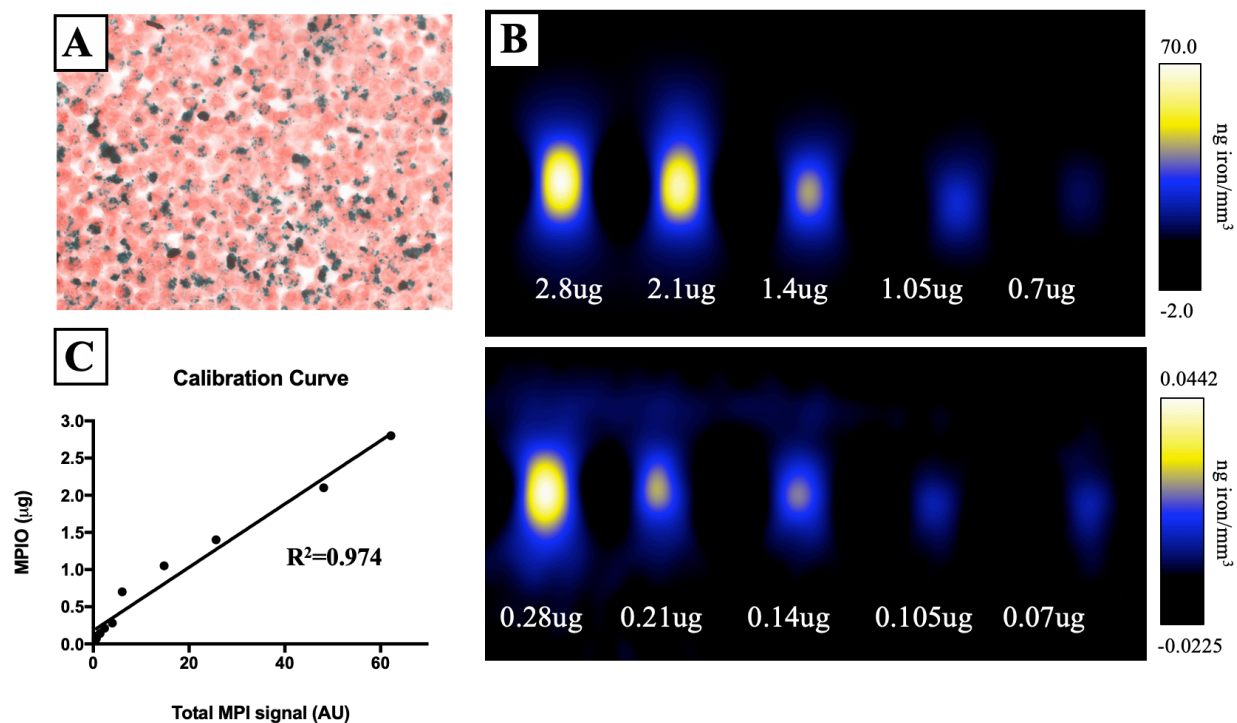 A
B
70.0
ng iron/mm³
-2.0
2.8ug 2.1ug 1.4ug 1.05ug 0.7ug
C
Calibration Curve
3.0
2.5
2.0
1.5
1.0
0.5
0.0
MPIO (µg)
R²=0.974
0 20 40 60
Total MPI signal (AU)
0.0442
ng iron/mm³
-0.0225
0.28ug 0.21ug 0.14ug 0.105ug 0.07ug